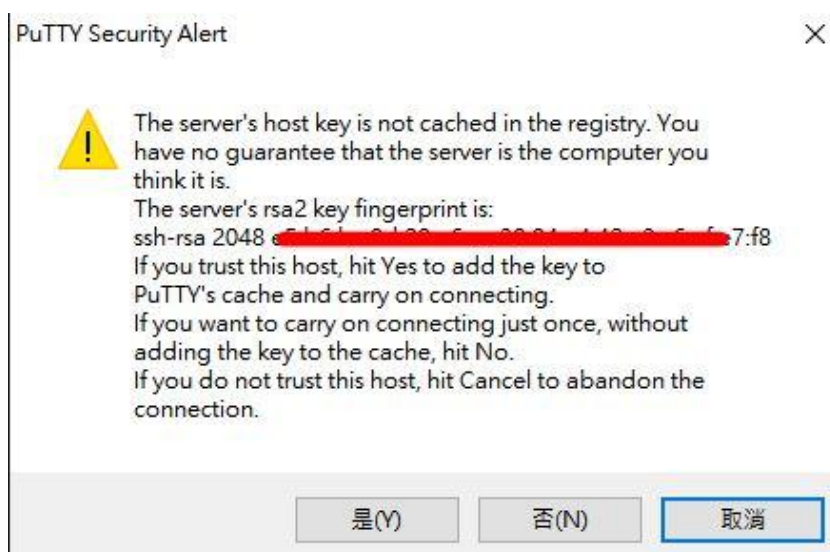 PuTTY Security Alert
The server's host key is not cached in the registry. You
have no guarantee that the server is the computer you
think it is.
The server's rsa2 key fingerprint is:
ssh-rsa 2048 e7:f8
If you trust this host, hit Yes to add the key to
PuTTY's cache and carry on connecting.
If you want to carry on connecting just once, without
adding the key to the cache, hit No.
If you do not trust this host, hit Cancel to abandon the
connection.
是(Y)
否(N)
取消